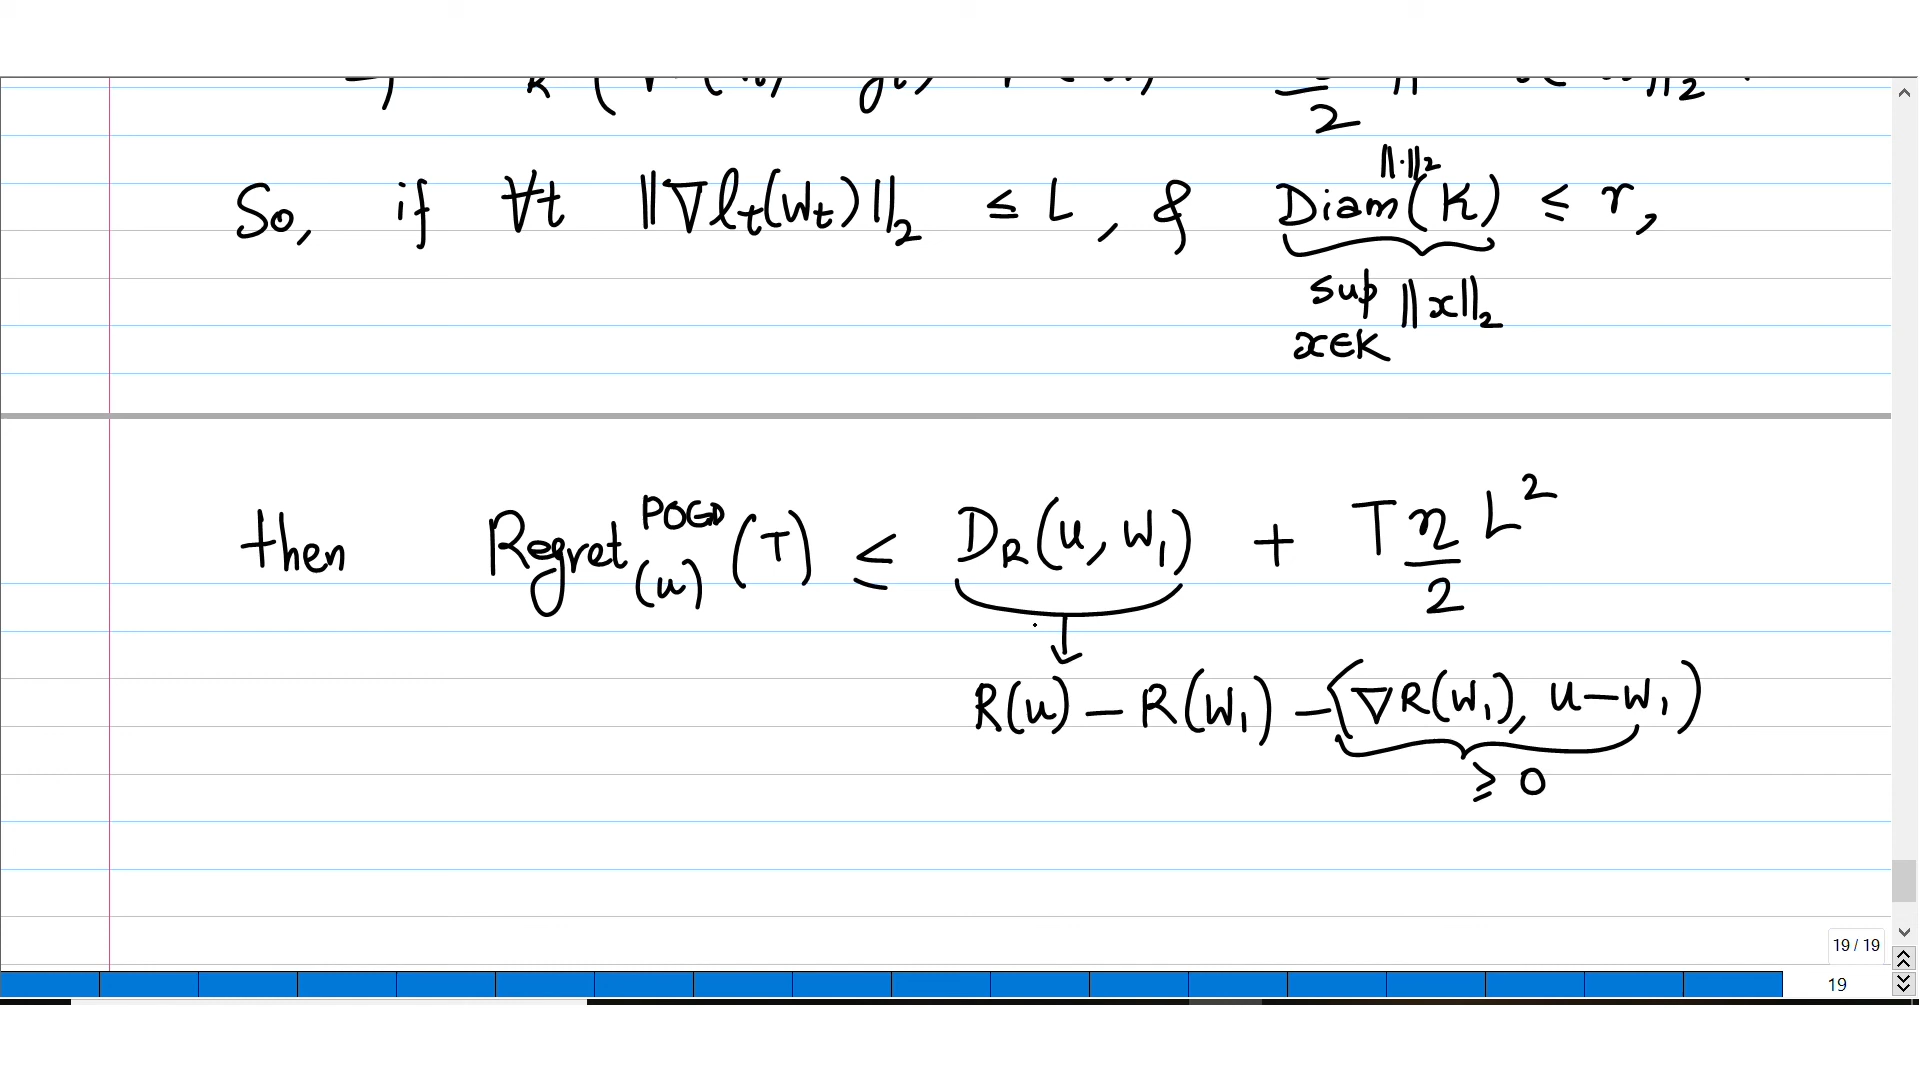 So, if ∀t ||∇l_t(W_t)||_2 ≤ L, & Diam^{||·||_2}(K) ≤ r,
sup_{x∈K} ||x||_2
then Regret_{(u)}^{POGD}(T) ≤ D_R(u, W_1) + T η/2 L^2
R(u) − R(W_1) − ⟨∇R(W_1), u−W_1⟩
≥ 0
19 / 19
19